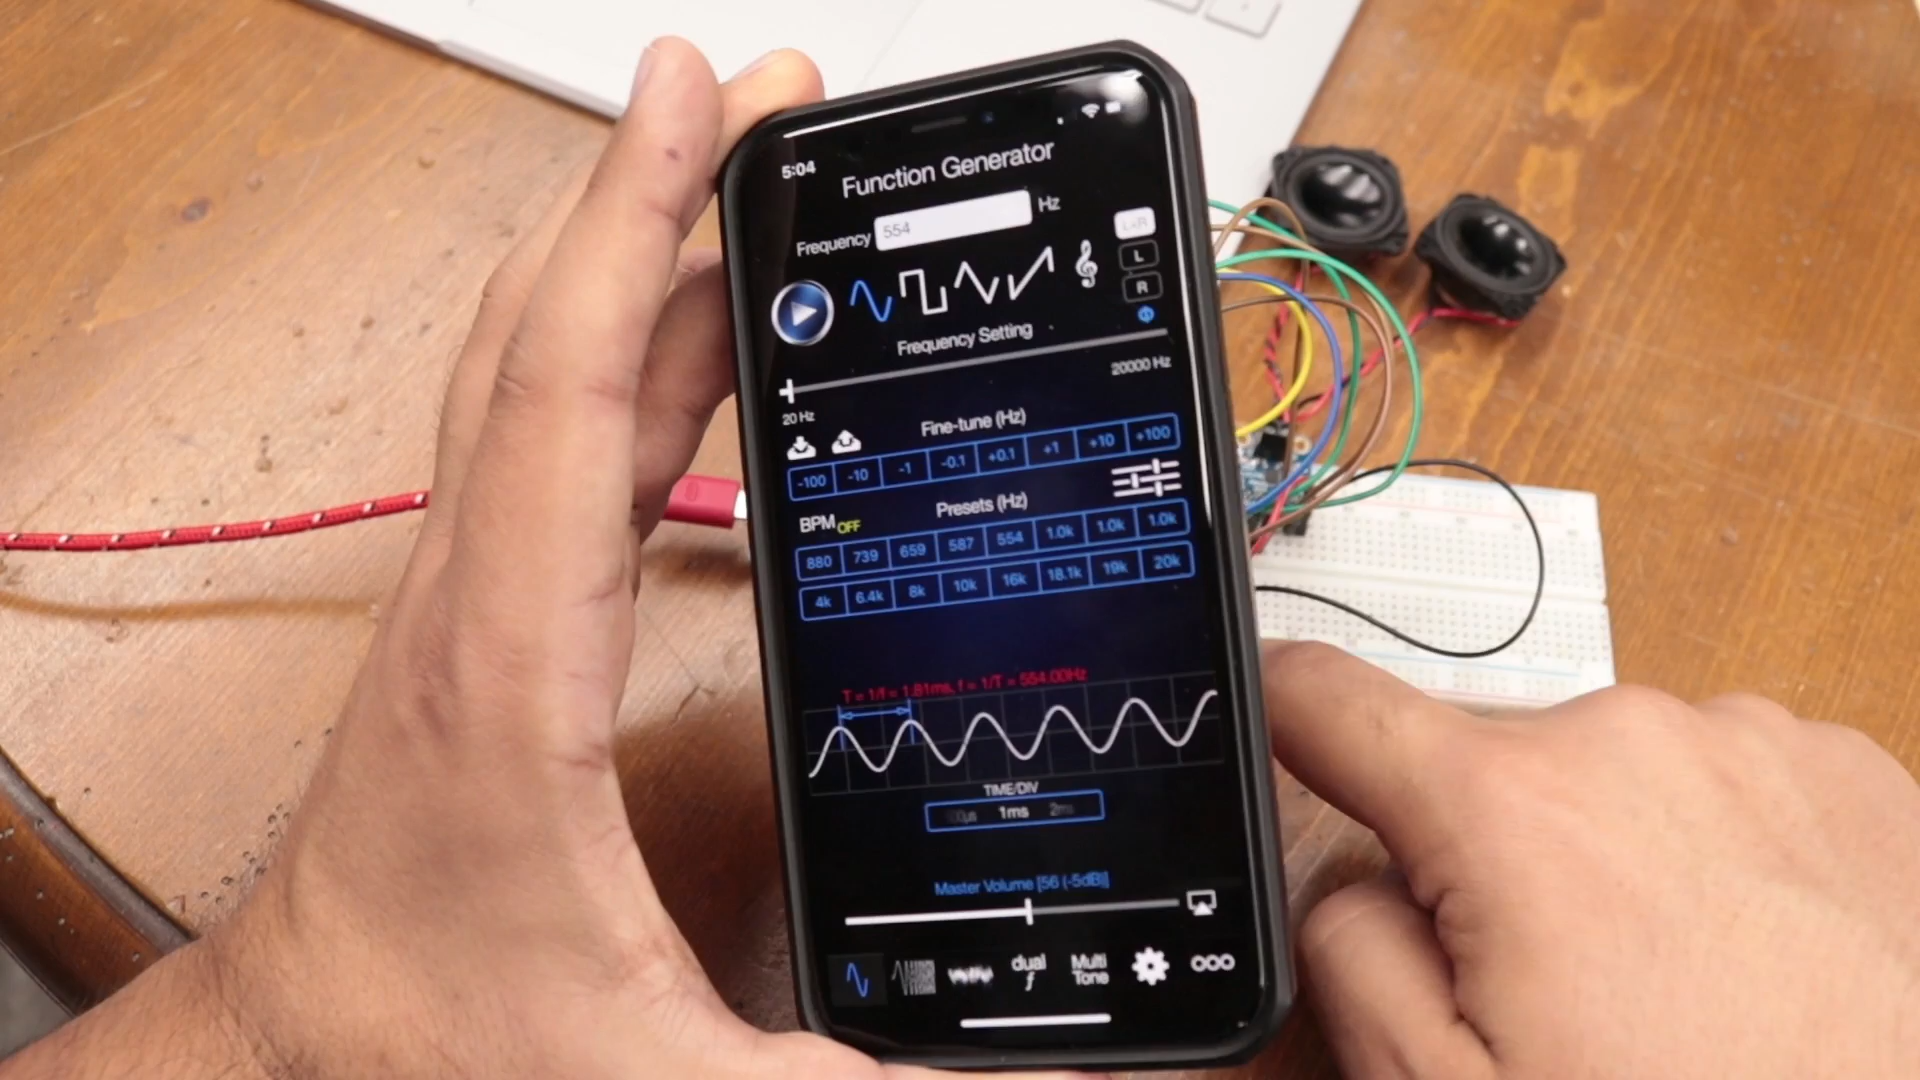 5:04
Function Generator
Frequency 554 Hz
L+R
L
R
Frequency Setting
20 Hz
20000 Hz
Fine-tune (Hz)
-100 -10 -1 -0.1 +0.1 +1 +10 +100
BPM OFF
Presets (Hz)
880 739 659 587 554 1.0k 1.0k 1.0k
4k 6.4k 8k 10k 16k 18.1k 19k 20k
T = 1/f = 1.81ms, f = 1/T = 554.00Hz
TIME/DIV
1ms
Master Volume [56 (-5dB)]
dual f
Multi Tone